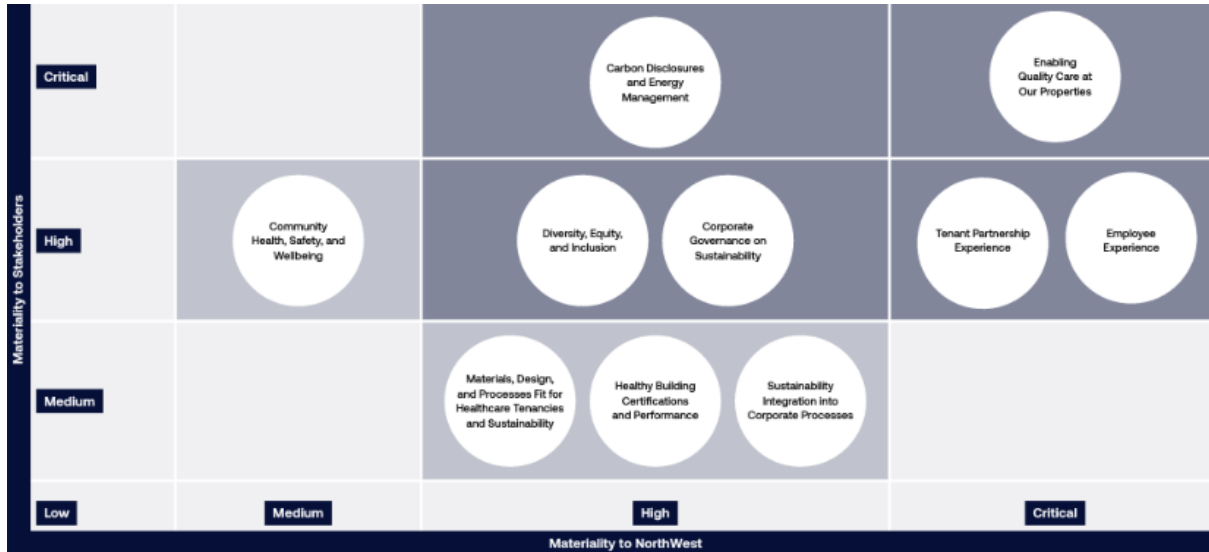 Materiality to Stakeholders
Critical
Carbon Disclosures
and Energy
Management
Enabling
Quality Care at
Our Properties
High
Community
Health, Safety, and
Wellbeing
Diversity, Equity,
and Inclusion
Corporate
Governance on
Sustainability
Tenant Partnership
Experience
Employee
Experience
Medium
Materials, Design,
and Processes Fit for
Healthcare Tenancies
and Sustainability
Healthy Building
Certifications
and Performance
Sustainability
Integration into
Corporate Processes
Low
Medium
High
Critical
Materiality to NorthWest